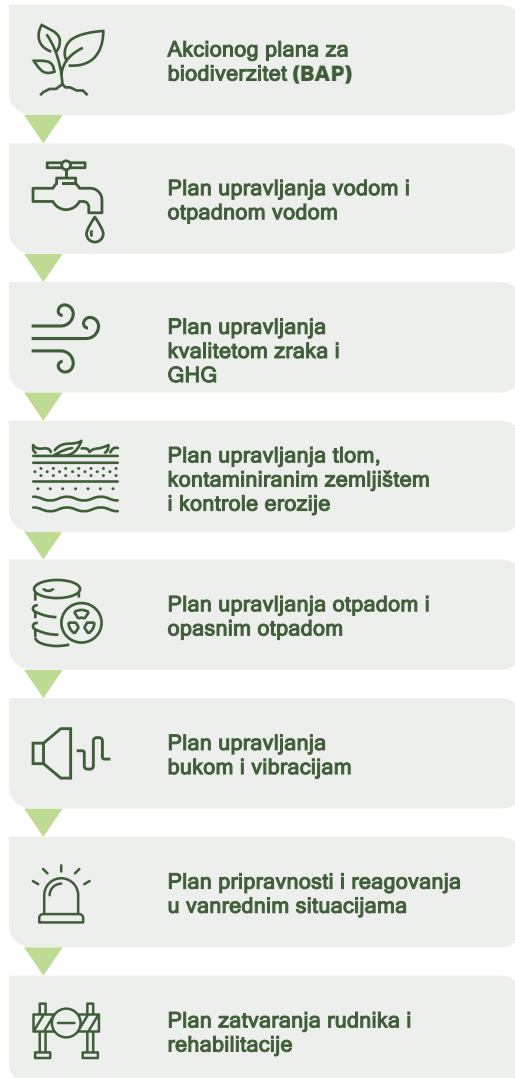 Akcionog plana za
biodiverzitet (BAP)
Plan upravljanja vodom i
otpadnom vodom
Plan upravljanja
kvalitetom zraka i
GHG
Plan upravljanja tlom,
kontaminiranim zemljištem
i kontrole erozije
Plan upravljanja otpadom i
opasnim otpadom
Plan upravljanja
bukom i vibracijam
Plan pripravnosti i reagovanja
u vanrednim situacijama
Plan zatvaranja rudnika i
rehabilitacije